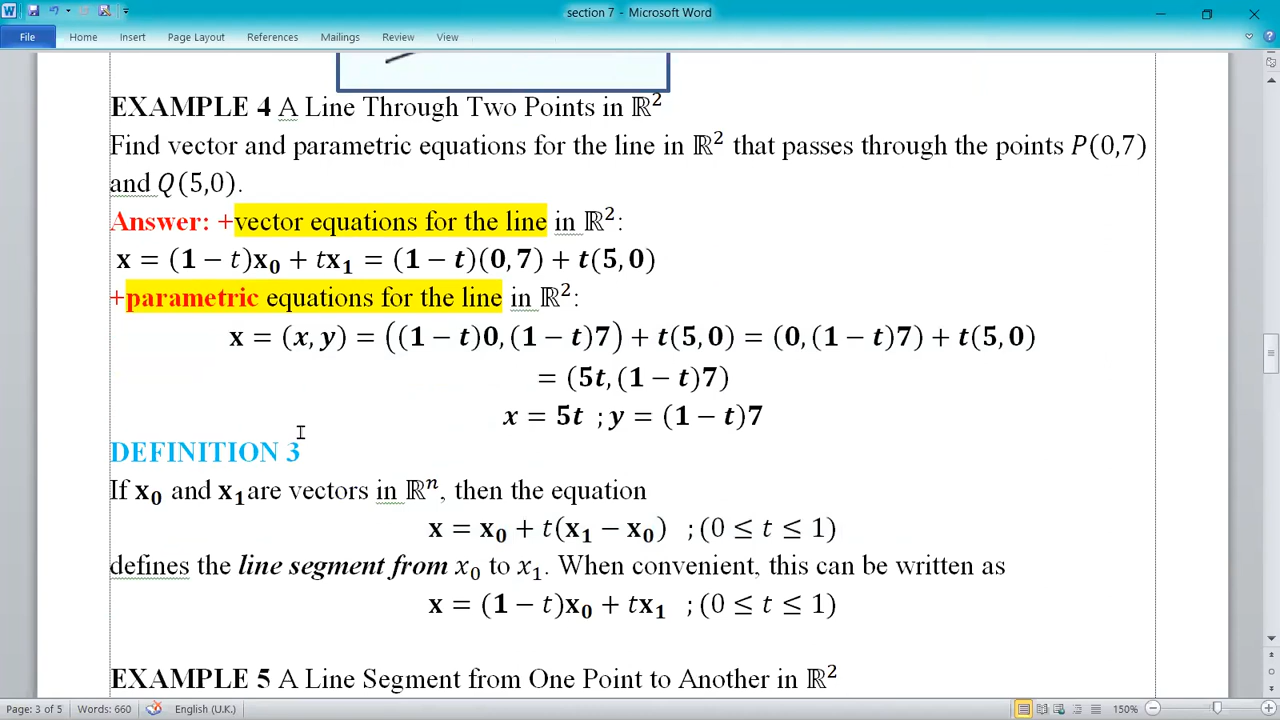 section 7 - Microsoft Word
File Home Insert Page Layout References Mailings Review View
EXAMPLE 4 A Line Through Two Points in ℝ²
Find vector and parametric equations for the line in ℝ² that passes through the points P(0,7)
and Q(5,0).
Answer: +vector equations for the line in ℝ²:
x = (1 − t)x₀ + tx₁ = (1 − t)(0, 7) + t(5, 0)
+parametric equations for the line in ℝ²:
x = (x, y) = ((1 − t)0, (1 − t)7) + t(5, 0) = (0, (1 − t)7) + t(5, 0)
= (5t, (1 − t)7)
x = 5t ; y = (1 − t)7
DEFINITION 3
If x₀ and x₁are vectors in ℝⁿ, then the equation
x = x₀ + t(x₁ − x₀) ; (0 ≤ t ≤ 1)
defines the line segment from x₀ to x₁. When convenient, this can be written as
x = (1 − t)x₀ + tx₁ ; (0 ≤ t ≤ 1)
EXAMPLE 5 A Line Segment from One Point to Another in ℝ²
Page: 3 of 5 Words: 660 English (U.K.) 150%